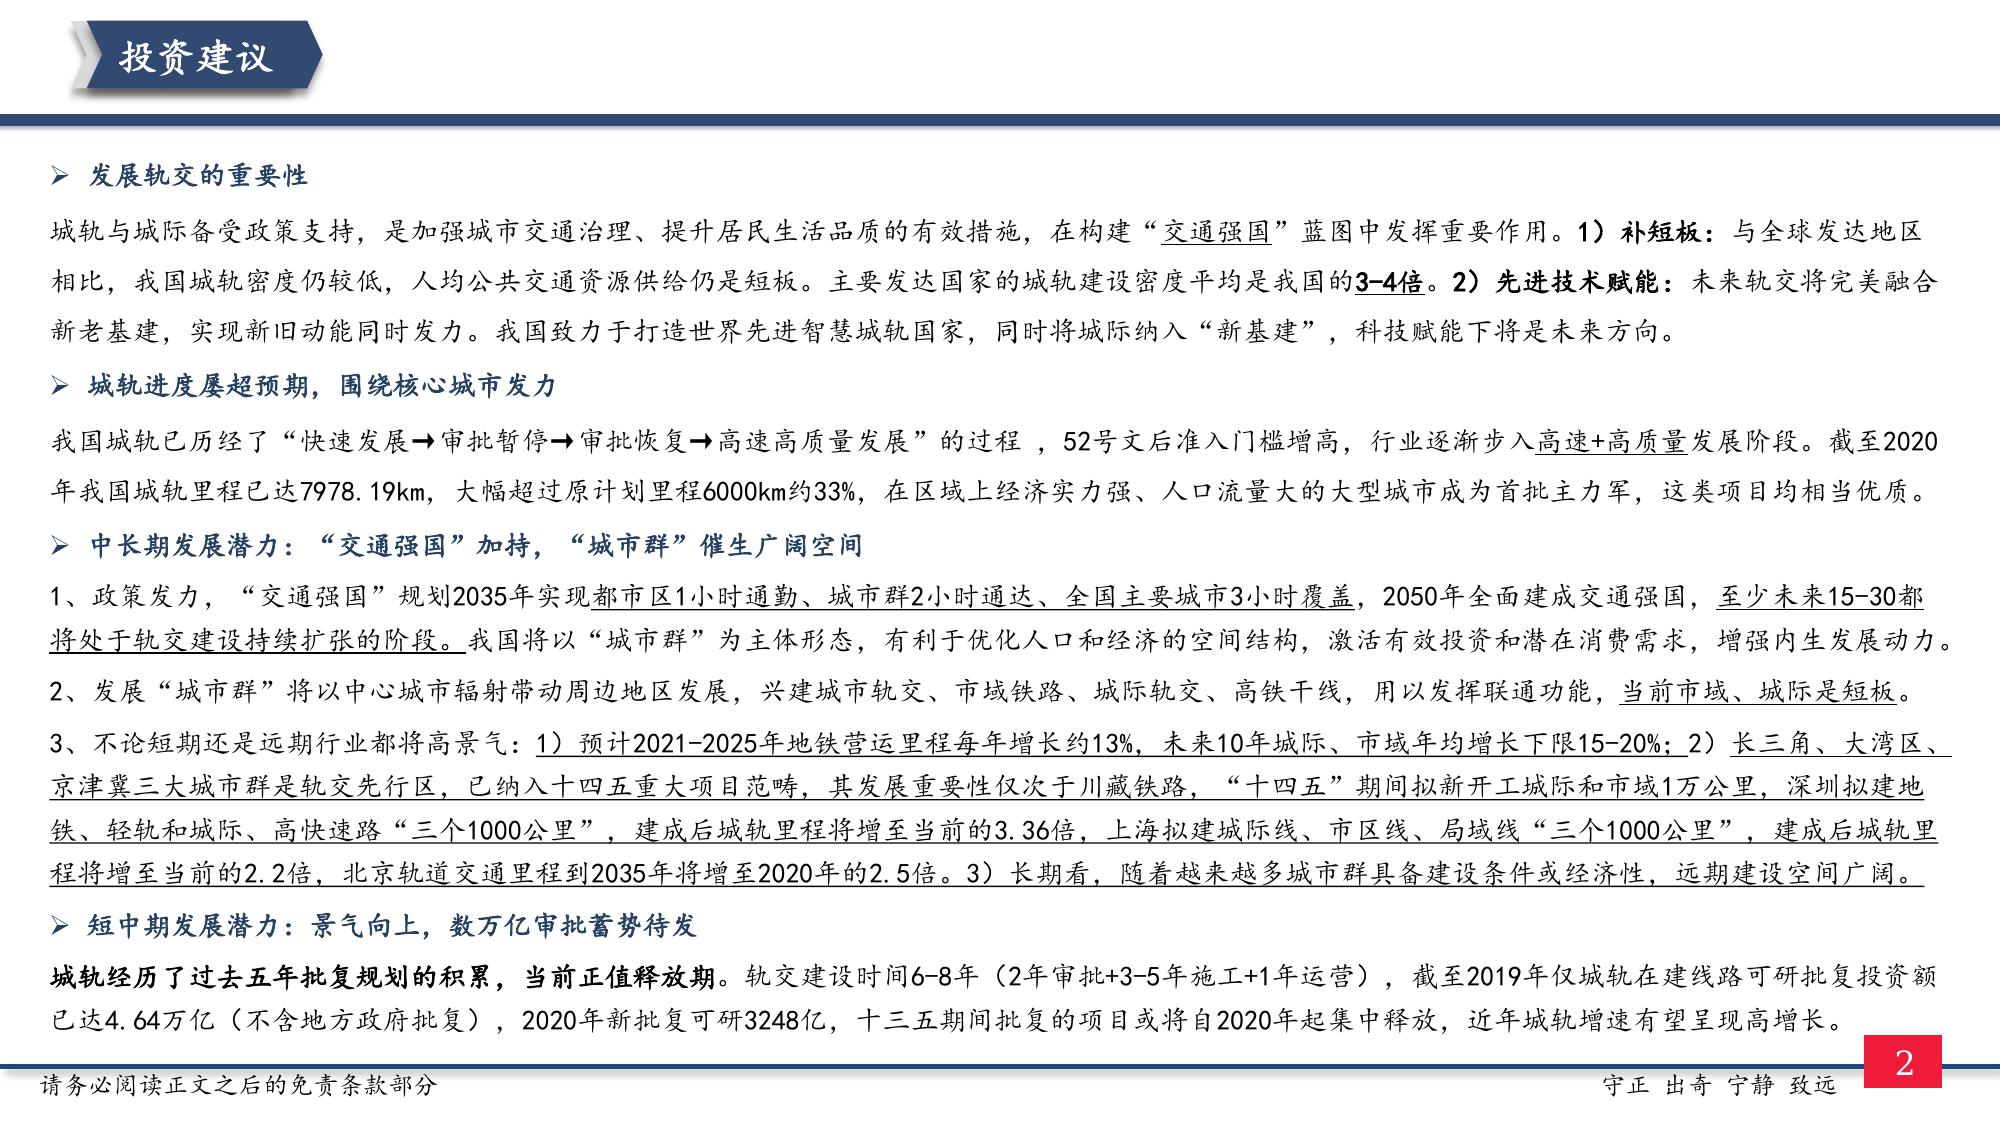 投资建议
➢ 发展轨交的重要性
城轨与城际备受政策支持，是加强城市交通治理、提升居民生活品质的有效措施，在构建“交通强国”蓝图中发挥重要作用。1）补短板：与全球发达地区
相比，我国城轨密度仍较低，人均公共交通资源供给仍是短板。主要发达国家的城轨建设密度平均是我国的3-4倍。2）先进技术赋能：未来轨交将完美融合
新老基建，实现新旧动能同时发力。我国致力于打造世界先进智慧城轨国家，同时将城际纳入“新基建”，科技赋能下将是未来方向。
➢ 城轨进度屡超预期，围绕核心城市发力
我国城轨已历经了“快速发展→审批暂停→审批恢复→高速高质量发展”的过程 ，52号文后准入门槛增高，行业逐渐步入高速+高质量发展阶段。截至2020
年我国城轨里程已达7978.19km，大幅超过原计划里程6000km约33%，在区域上经济实力强、人口流量大的大型城市成为首批主力军，这类项目均相当优质。
➢ 中长期发展潜力：“交通强国”加持，“城市群”催生广阔空间
1、政策发力，“交通强国”规划2035年实现都市区1小时通勤、城市群2小时通达、全国主要城市3小时覆盖，2050年全面建成交通强国，至少未来15-30都
将处于轨交建设持续扩张的阶段。我国将以“城市群”为主体形态，有利于优化人口和经济的空间结构，激活有效投资和潜在消费需求，增强内生发展动力。
2、发展“城市群”将以中心城市辐射带动周边地区发展，兴建城市轨交、市域铁路、城际轨交、高铁干线，用以发挥联通功能，当前市域、城际是短板。
3、不论短期还是远期行业都将高景气：1）预计2021-2025年地铁营运里程每年增长约13%，未来10年城际、市域年均增长下限15-20%；2）长三角、大湾区、
京津冀三大城市群是轨交先行区，已纳入十四五重大项目范畴，其发展重要性仅次于川藏铁路，“十四五”期间拟新开工城际和市域1万公里，深圳拟建地
铁、轻轨和城际、高快速路“三个1000公里”，建成后城轨里程将增至当前的3.36倍，上海拟建城际线、市区线、局域线“三个1000公里”，建成后城轨里
程将增至当前的2.2倍，北京轨道交通里程到2035年将增至2020年的2.5倍。3）长期看，随着越来越多城市群具备建设条件或经济性，远期建设空间广阔。
➢ 短中期发展潜力：景气向上，数万亿审批蓄势待发
城轨经历了过去五年批复规划的积累，当前正值释放期。轨交建设时间6-8年（2年审批+3-5年施工+1年运营），截至2019年仅城轨在建线路可研批复投资额
已达4.64万亿（不含地方政府批复），2020年新批复可研3248亿，十三五期间批复的项目或将自2020年起集中释放，近年城轨增速有望呈现高增长。
请务必阅读正文之后的免责条款部分
守正 出奇 宁静 致远
2